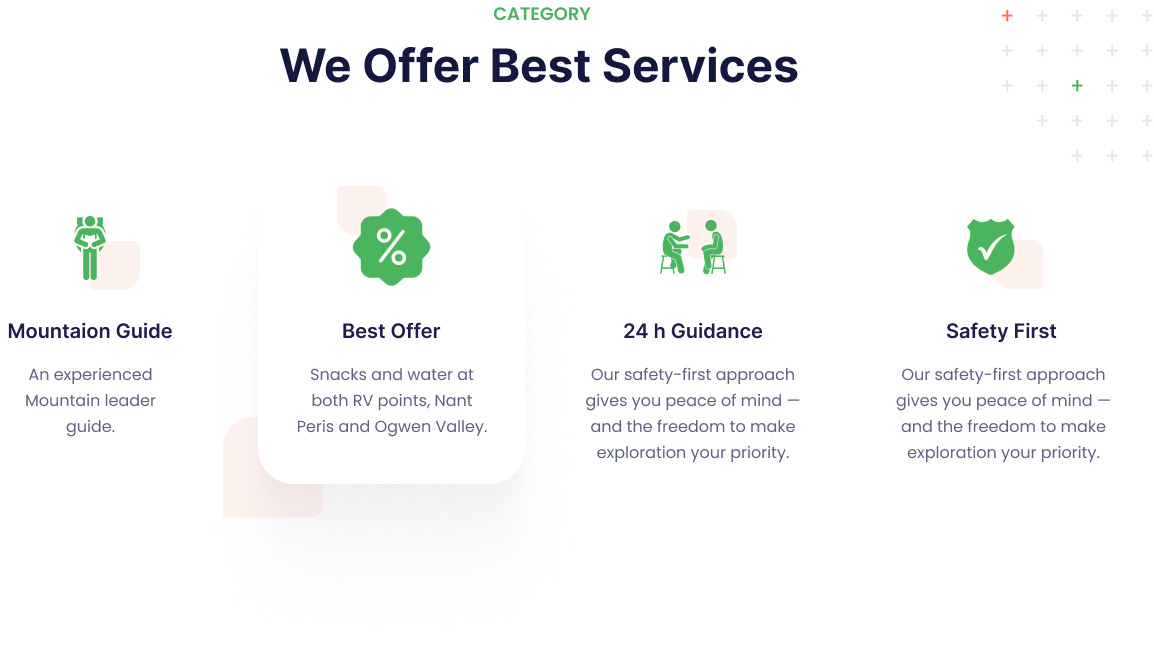 CATEGORY
We Offer Best Services
Mountaion Guide
An experienced
Mountain leader
guide.
Best Offer
Snacks and water at
both RV points, Nant
Peris and Ogwen Valley.
24 h Guidance
Our safety-first approach
gives you peace of mind —
and the freedom to make
exploration your priority.
Safety First
Our safety-first approach
gives you peace of mind —
and the freedom to make
exploration your priority.